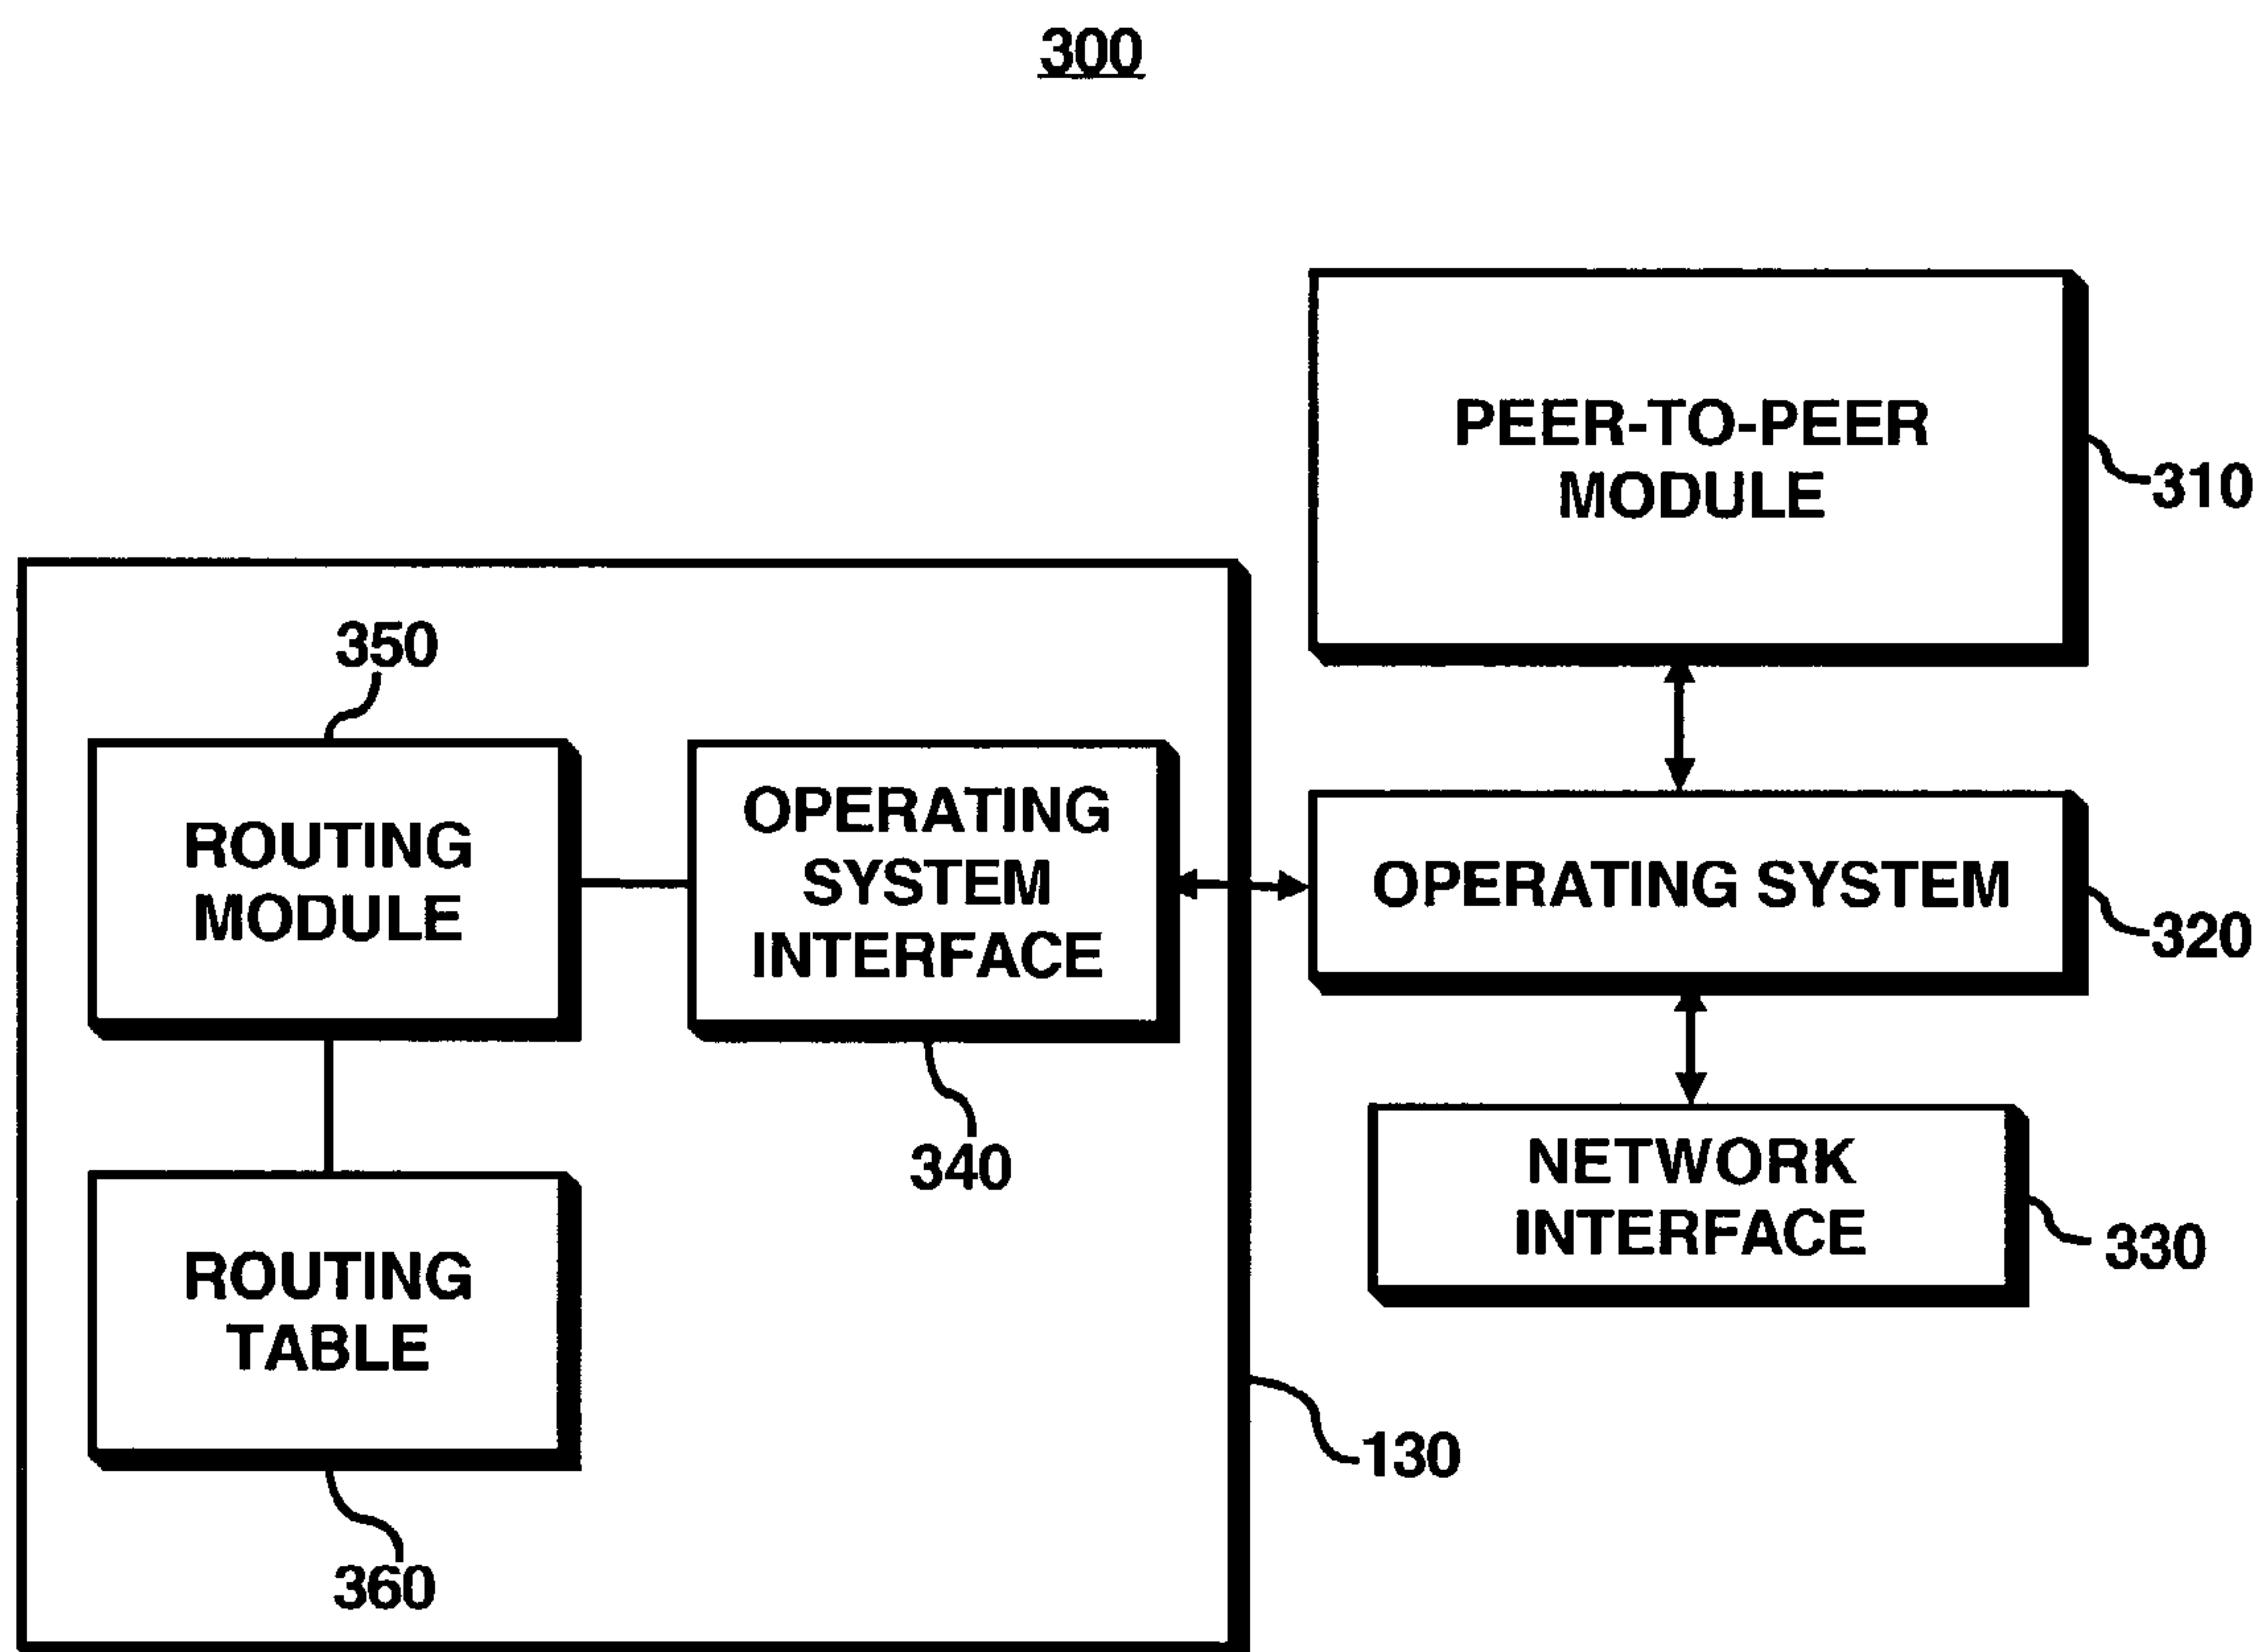 300
PEER-TO-PEER
MODULE
310
350
ROUTING
MODULE
OPERATING
SYSTEM
INTERFACE
OPERATING SYSTEM
320
340
NETWORK
INTERFACE
330
ROUTING
TABLE
130
360